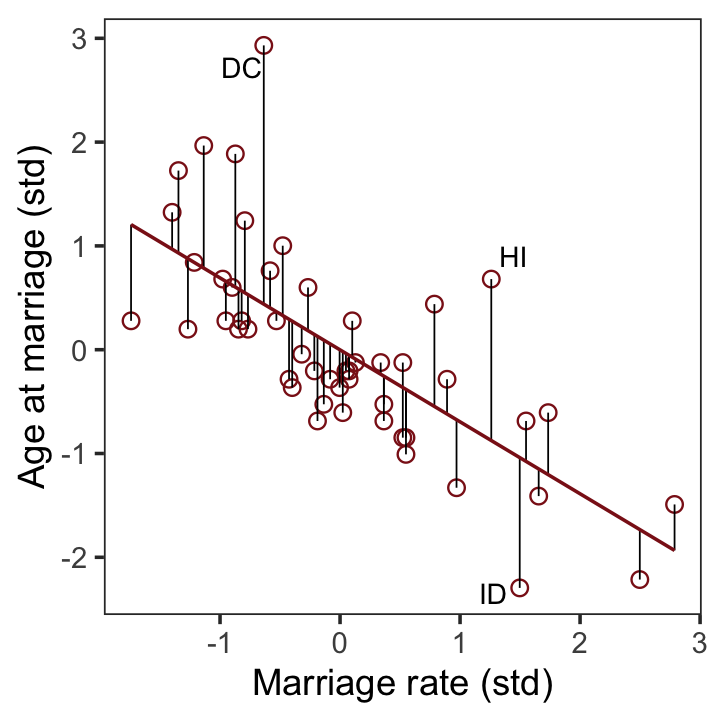 3
DC
2
1
HI
0
-1
-2
ID
-1
0
1
2
3
Marriage rate (std)
Age at marriage (std)